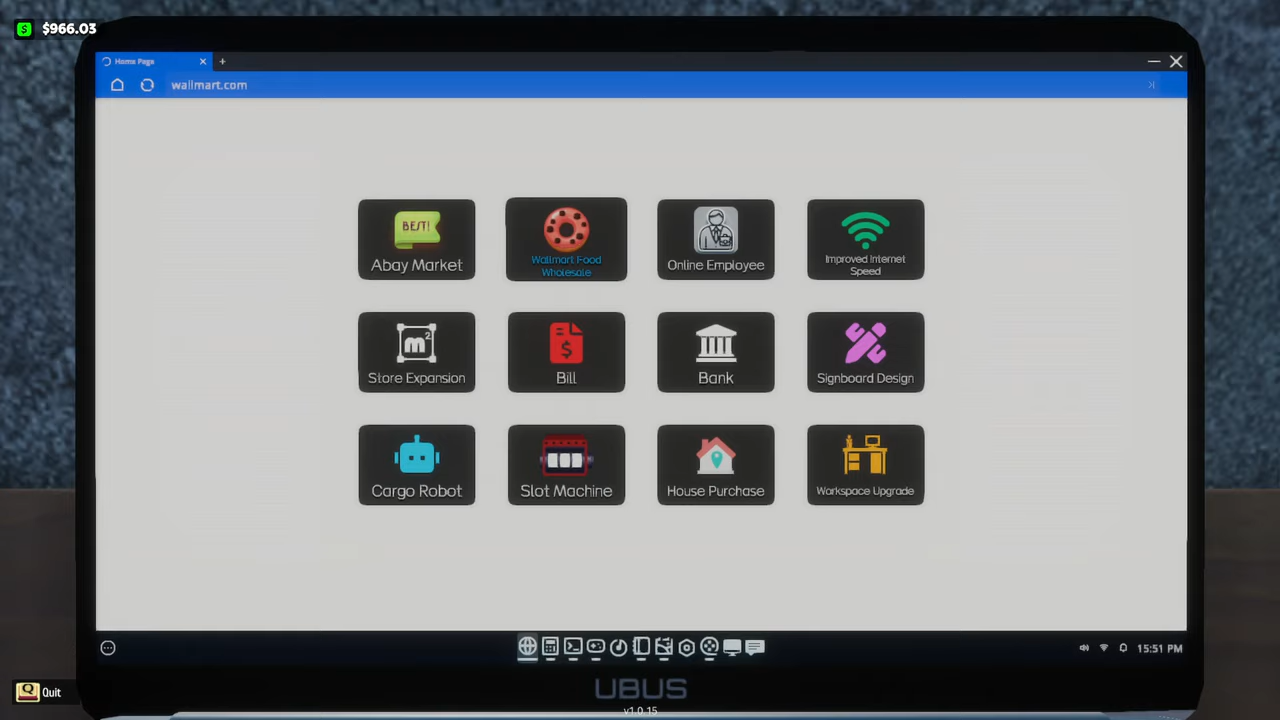 $966.03
Home Page
wallmart.com
BEST!
Abay Market
Wallmart Food
Wholesale
Online Employee
Improved Internet
Speed
m²
Store Expansion
Bill
Bank
Signboard Design
Cargo Robot
Slot Machine
House Purchase
Workspace Upgrade
15:51 PM
UBUS
v1.0.15
Q Quit